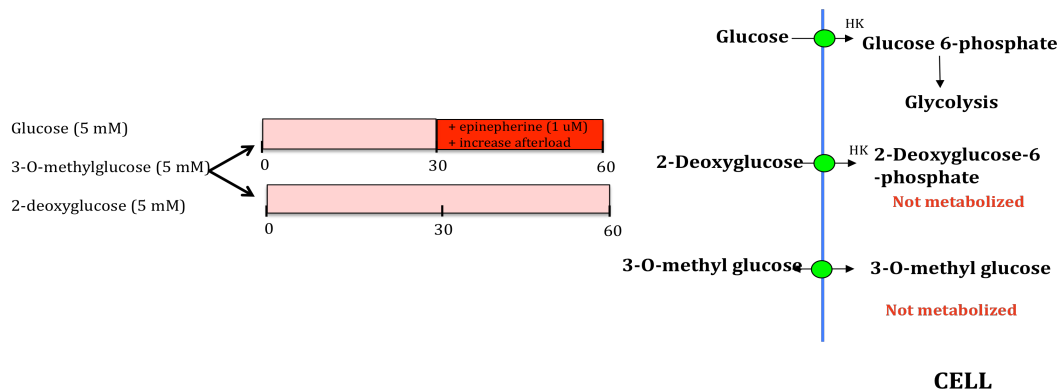 Glucose (5 mM)
3-O-methylglucose (5 mM)
2-deoxyglucose (5 mM)
+ epinepherine (1 uM)
+ increase afterload
0
30
60
0
30
60
Glucose
HK
Glucose 6-phosphate
Glycolysis
2-Deoxyglucose
HK
2-Deoxyglucose-6
-phosphate
Not metabolized
3-O-methyl glucose
3-O-methyl glucose
Not metabolized
CELL